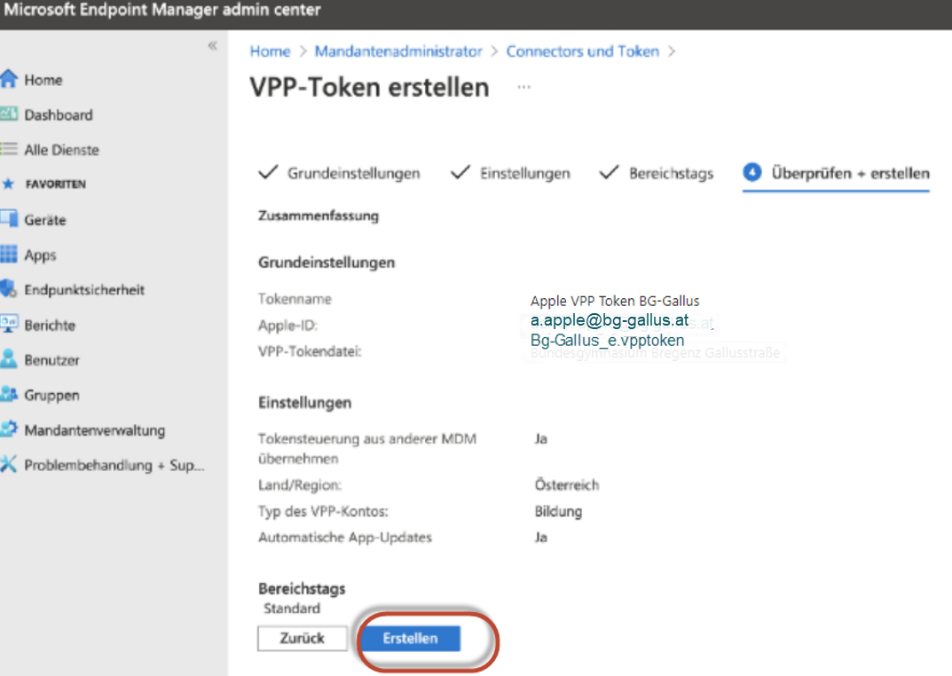 Microsoft Endpoint Manager admin center
«
Home > Mandantenadministrator > Connectors und Token >
VPP-Token erstellen ...
Home
Dashboard
Alle Dienste
FAVORITEN
Geräte
Apps
Endpunktsicherheit
Berichte
Benutzer
Gruppen
Mandantenverwaltung
Problembehandlung + Sup...
Grundeinstellungen
Einstellungen
Bereichstags
4 Überprüfen + erstellen
Zusammenfassung
Grundeinstellungen
Tokenname Apple VPP Token BG-Gallus
Apple-ID: a.apple@bg-gallus.at
VPP-Tokendatei: Bg-Gallus_e.vpptoken
Bundesgymnasium Bregenz Gallusstraße
Einstellungen
Tokensteuerung aus anderer MDM Ja
übernehmen
Land/Region: Österreich
Typ des VPP-Kontos: Bildung
Automatische App-Updates Ja
Bereichstags
Standard
Zurück Erstellen